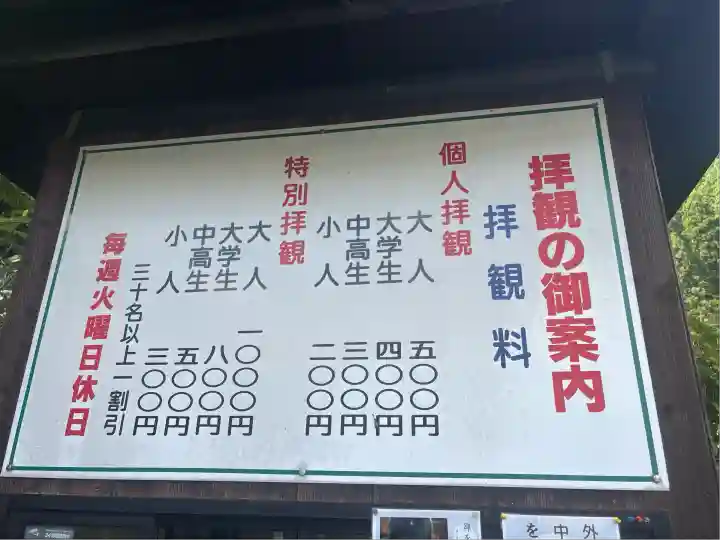 拝観の御案内
拝観料
個人拝観
大人 五〇〇円
大学生 四〇〇円
中高生 三〇〇円
小人 二〇〇円
特別拝観
大人 一〇〇〇円
大学生 八〇〇円
中高生 五〇〇円
小人 三〇〇円
三十名以上一割引
毎週火曜日休日
外
中
を